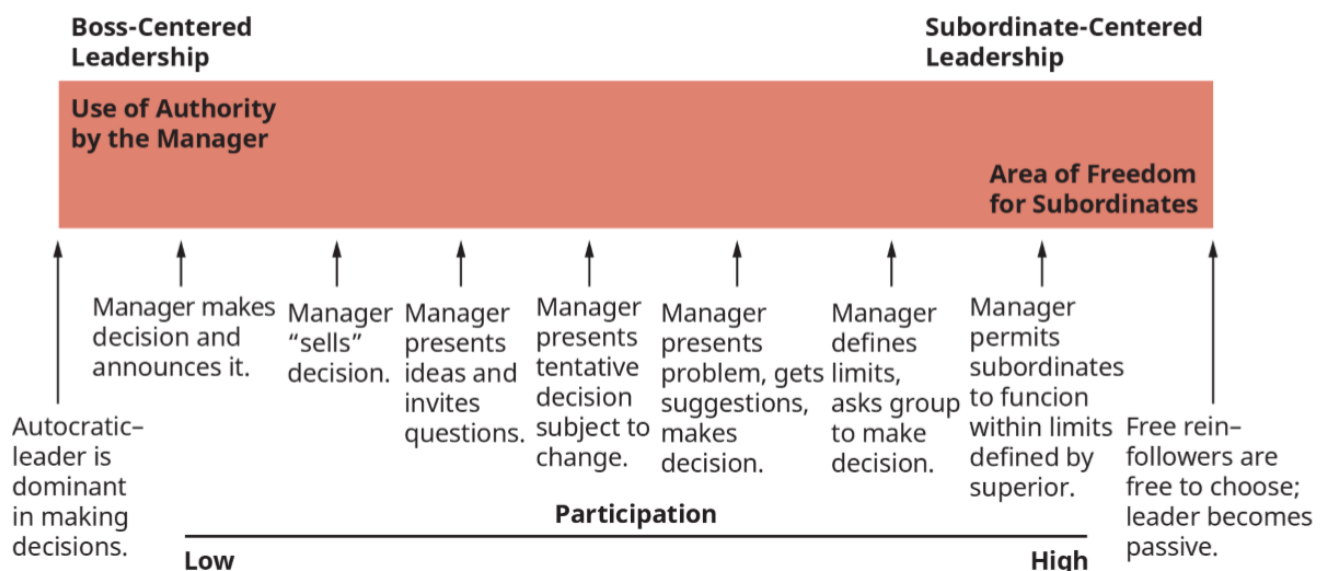 Boss-Centered
Leadership
Subordinate-Centered
Leadership
Use of Authority
by the Manager
Area of Freedom
for Subordinates
Autocratic–
leader is
dominant
in making
decisions.
Manager makes
decision and
announces it.
Manager
“sells”
decision.
Manager
presents
ideas and
invites
questions.
Manager
presents
tentative
decision
subject to
change.
Manager
presents
problem, gets
suggestions,
makes
decision.
Manager
defines
limits,
asks group
to make
decision.
Manager
permits
subordinates
to funcion
within limits
defined by
superior.
Free rein–
followers are
free to choose;
leader becomes
passive.
Participation
Low
High